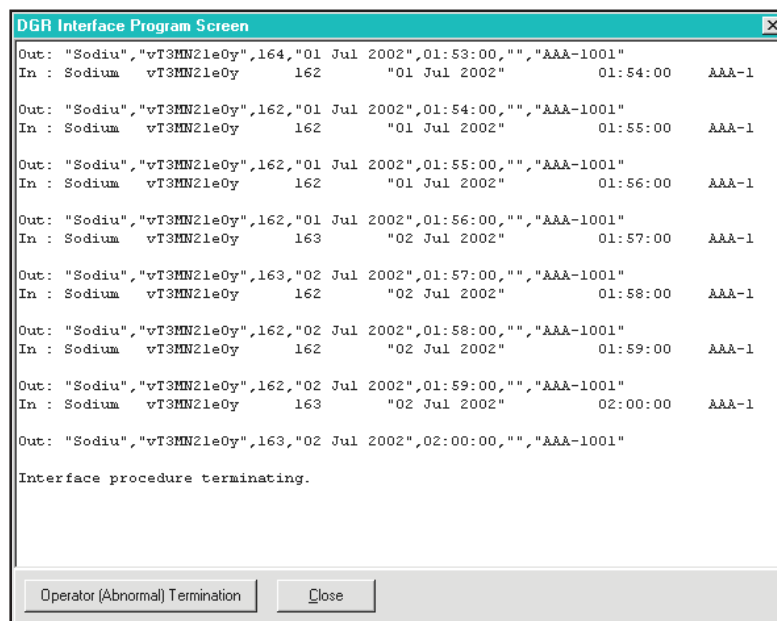 DGR Interface Program Screen
Out: "Sodiu","vT3MN2le0y",164,"01 Jul 2002",01:53:00,"","AAA-1001"
In : Sodium vT3MN2le0y 162 "01 Jul 2002" 01:54:00 AAA-1
Out: "Sodiu","vT3MN2le0y",162,"01 Jul 2002",01:54:00,"","AAA-1001"
In : Sodium vT3MN2le0y 162 "01 Jul 2002" 01:55:00 AAA-1
Out: "Sodiu","vT3MN2le0y",162,"01 Jul 2002",01:55:00,"","AAA-1001"
In : Sodium vT3MN2le0y 162 "01 Jul 2002" 01:56:00 AAA-1
Out: "Sodiu","vT3MN2le0y",162,"01 Jul 2002",01:56:00,"","AAA-1001"
In : Sodium vT3MN2le0y 163 "02 Jul 2002" 01:57:00 AAA-1
Out: "Sodiu","vT3MN2le0y",163,"02 Jul 2002",01:57:00,"","AAA-1001"
In : Sodium vT3MN2le0y 162 "02 Jul 2002" 01:58:00 AAA-1
Out: "Sodiu","vT3MN2le0y",162,"02 Jul 2002",01:58:00,"","AAA-1001"
In : Sodium vT3MN2le0y 162 "02 Jul 2002" 01:59:00 AAA-1
Out: "Sodiu","vT3MN2le0y",162,"02 Jul 2002",01:59:00,"","AAA-1001"
In : Sodium vT3MN2le0y 163 "02 Jul 2002" 02:00:00 AAA-1
Out: "Sodiu","vT3MN2le0y",163,"02 Jul 2002",02:00:00,"","AAA-1001"
Interface procedure terminating.
Operator (Abnormal) Termination
Close